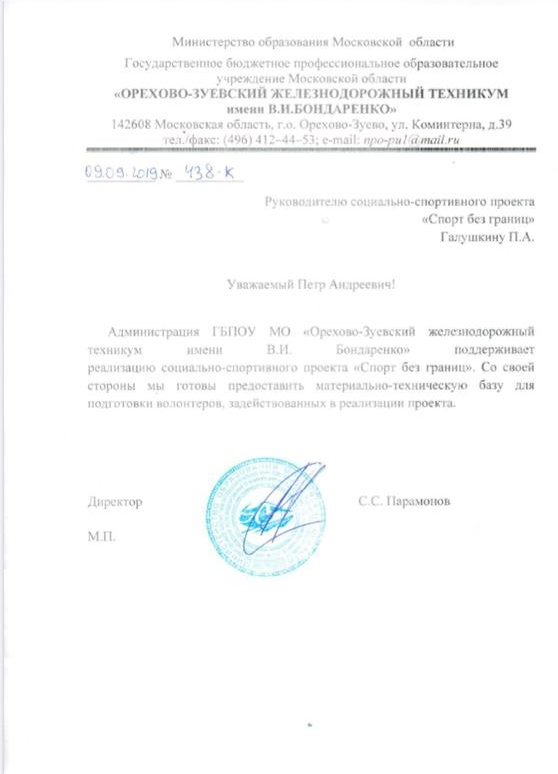 Министерство образования Московской области
Государственное бюджетное профессиональное образовательное
учреждение Московской области
«ОРЕХОВО-ЗУЕВСКИЙ ЖЕЛЕЗНОДОРОЖНЫЙ ТЕХНИКУМ
имени В.И.БОНДАРЕНКО»
142608 Московская область, г.о. Орехово-Зуево, ул. Коминтерна, д.39
тел./факс: (496) 412–44–53; e-mail: npo-pu1@mail.ru
09.09.2019 № 438-К
Руководителю социально-спортивного проекта
«Спорт без границ»
Галушкину П.А.
Уважаемый Петр Андреевич!
Администрация ГБПОУ МО «Орехово-Зуевский железнодорожный
техникум имени В.И. Бондаренко» поддерживает
реализацию социально-спортивного проекта «Спорт без границ». Со своей
стороны мы готовы предоставить материально-техническую базу для
подготовки волонтеров, задействованных в реализации проекта.
Директор С.С. Парамонов
М.П.